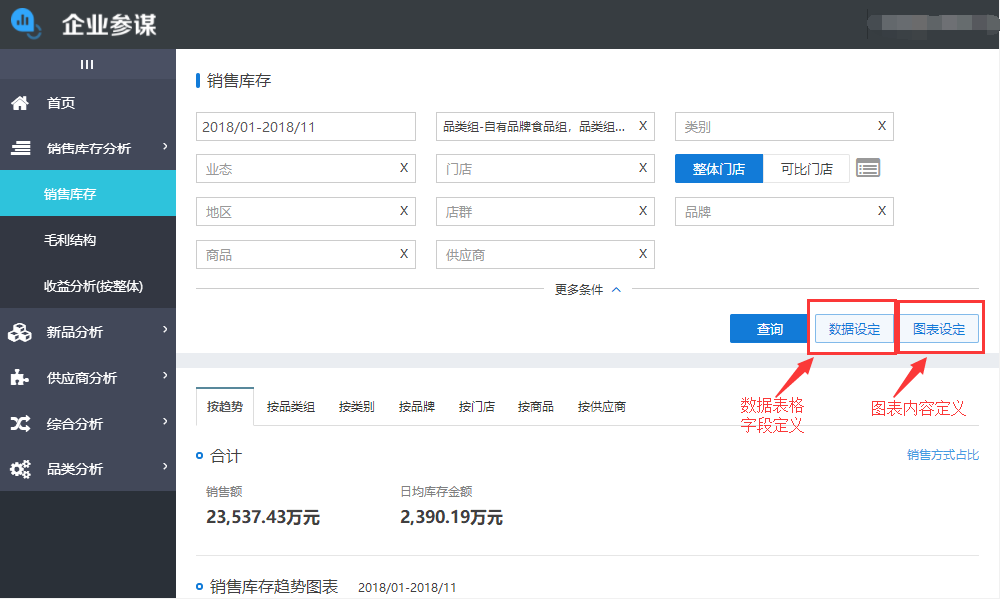 企业参谋
首页
销售库存分析
销售库存
毛利结构
收益分析(按整体)
新品分析
供应商分析
综合分析
品类分析
销售库存
2018/01-2018/11
品类组-自有品牌食品组，品类组... X
类别 X
业态 X
门店 X
整体门店 可比门店
地区 X
店群 X
品牌 X
商品 X
供应商 X
更多条件
查询 数据设定 图表设定
数据表格
字段定义
图表内容定义
按趋势 按品类组 按类别 按品牌 按门店 按商品 按供应商
合计
销售方式占比
销售额 日均库存金额
23,537.43万元 2,390.19万元
销售库存趋势图表 2018/01-2018/11